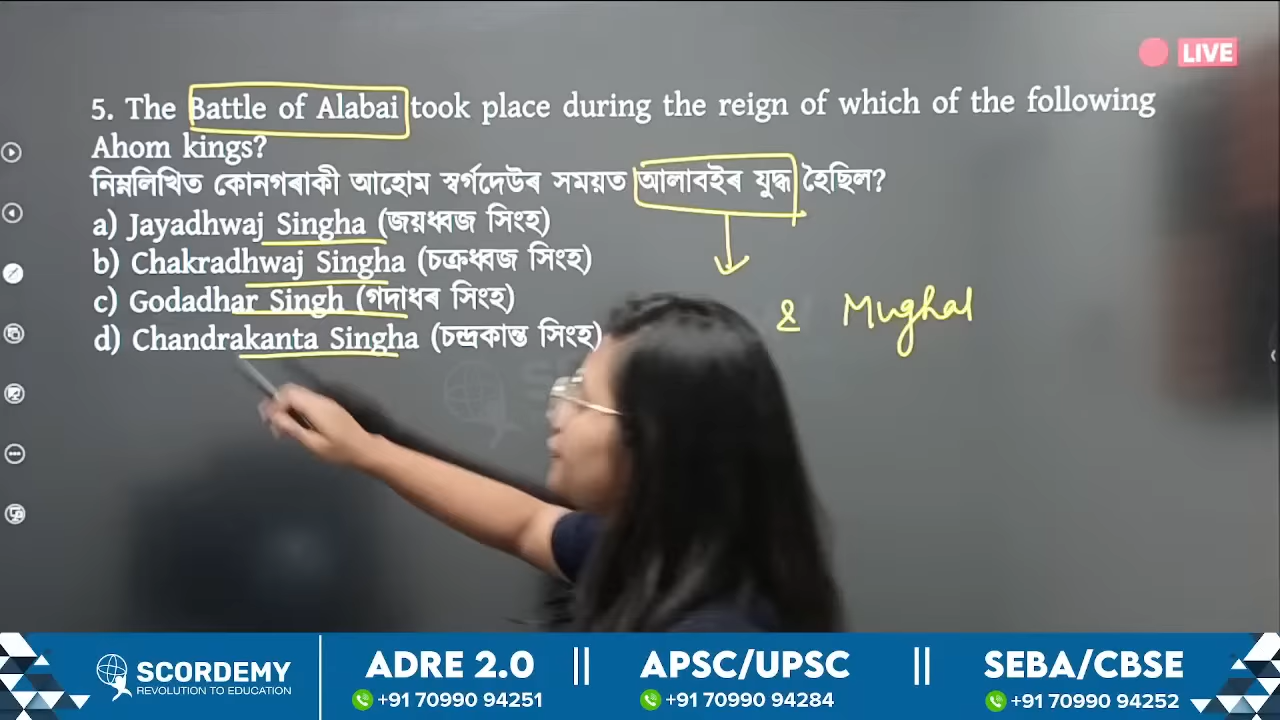 LIVE
5. The Battle of Alabai took place during the reign of which of the following
Ahom kings?
নিম্নলিখিত কোনগৰাকী আহোম স্বৰ্গদেউৰ সময়ত আলাবইৰ যুদ্ধ হৈছিল?
a) Jayadhwaj Singha (জয়ধ্বজ সিংহ)
b) Chakradhwaj Singha (চক্ৰধ্বজ সিংহ)
c) Godadhar Singh (গদাধৰ সিংহ)
d) Chandrakanta Singha (চন্দ্ৰকান্ত সিংহ)
& Mughal
SCORDEMY
REVOLUTION TO EDUCATION
ADRE 2.0 || APSC/UPSC || SEBA/CBSE
+91 70990 94251 +91 70990 94284 +91 70990 94252